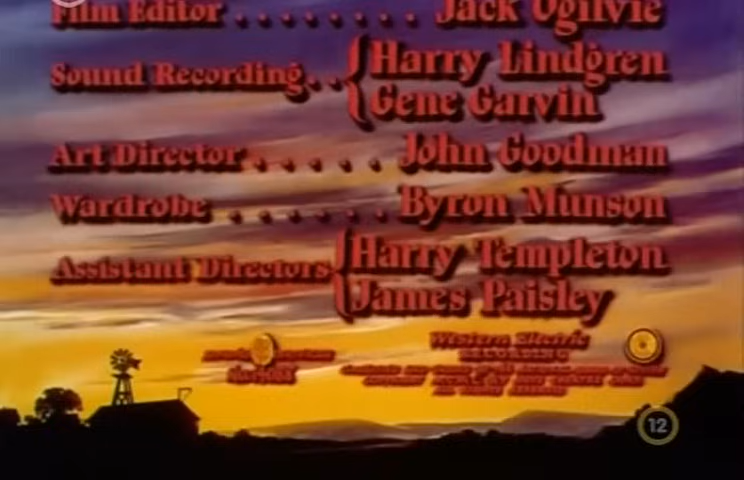 Film Editor . . . . . . . . Jack Ogilvie
Sound Recording . . { Harry Lindgren
Gene Garvin
Art Director . . . . . . John Goodman
Wardrobe . . . . . . . Byron Munson
Assistant Directors { Harry Templeton
James Paisley
Western Electric
RECORDING
12